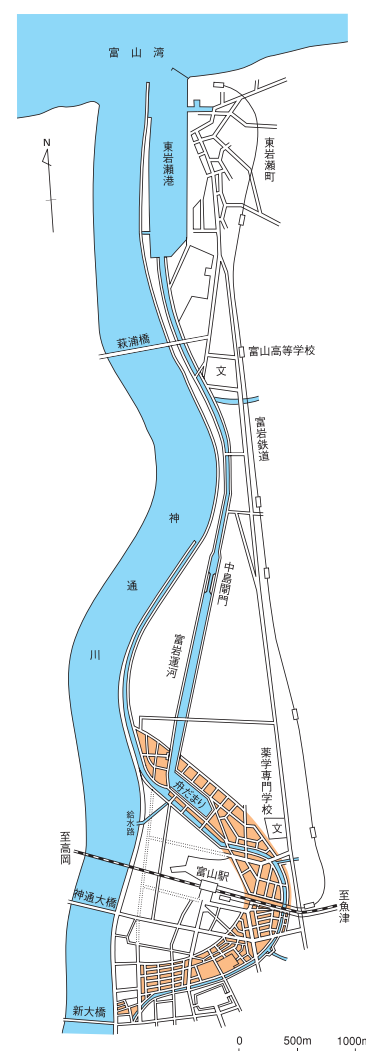 富山湾
N
東岩瀬港
東岩瀬町
萩浦橋
富山高等学校
文
富岩鉄道
神通川
中島閘門
富岩運河
薬学専門学校
舟だまり
給水路
文
至高岡
富山駅
神通大橋
至魚津
新大橋
0 500m 1000m